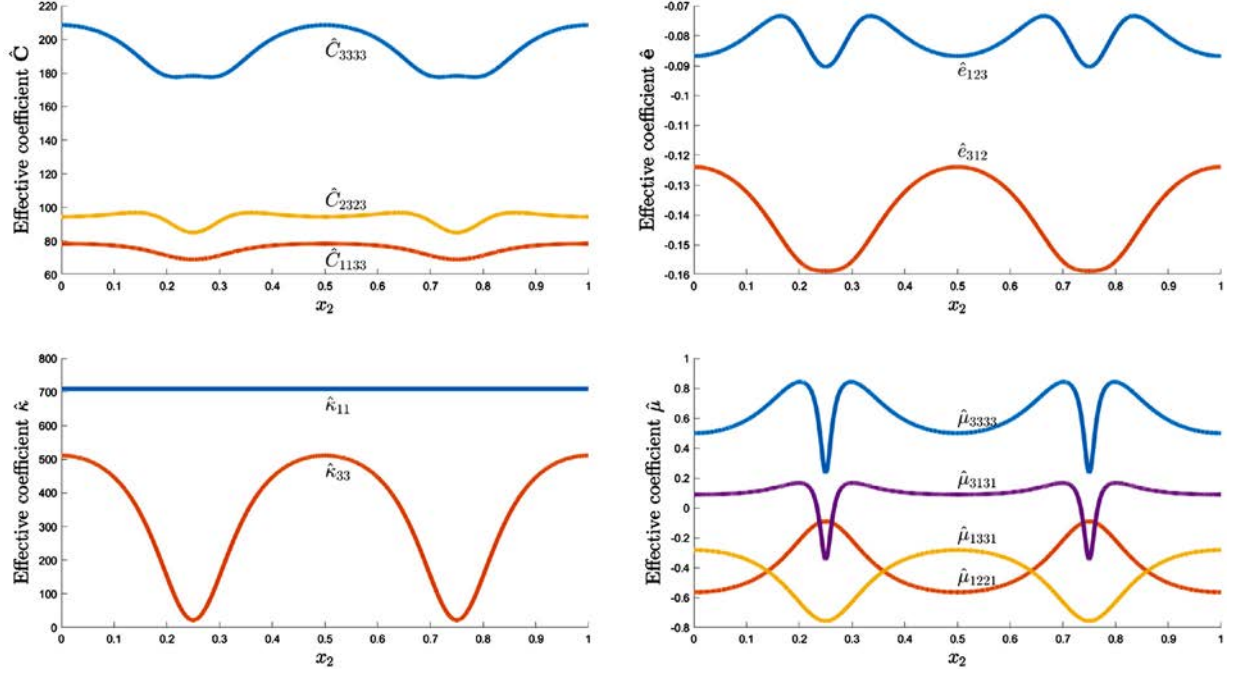 Effective coefficient Ĉ
220
200
180
160
140
120
100
80
60
Ĉ3333
Ĉ2323
Ĉ1133
0 0.1 0.2 0.3 0.4 0.5 0.6 0.7 0.8 0.9 1
x2
Effective coefficient ê
-0.07
-0.08
-0.09
-0.1
-0.11
-0.12
-0.13
-0.14
-0.15
-0.16
ê123
ê312
0 0.1 0.2 0.3 0.4 0.5 0.6 0.7 0.8 0.9 1
x2
Effective coefficient κ̂
800
700
600
500
400
300
200
100
0
κ̂11
κ̂33
0 0.1 0.2 0.3 0.4 0.5 0.6 0.7 0.8 0.9 1
x2
Effective coefficient μ̂
1
0.8
0.6
0.4
0.2
0
-0.2
-0.4
-0.6
-0.8
μ̂3333
μ̂3131
μ̂1331
μ̂1221
0 0.1 0.2 0.3 0.4 0.5 0.6 0.7 0.8 0.9 1
x2